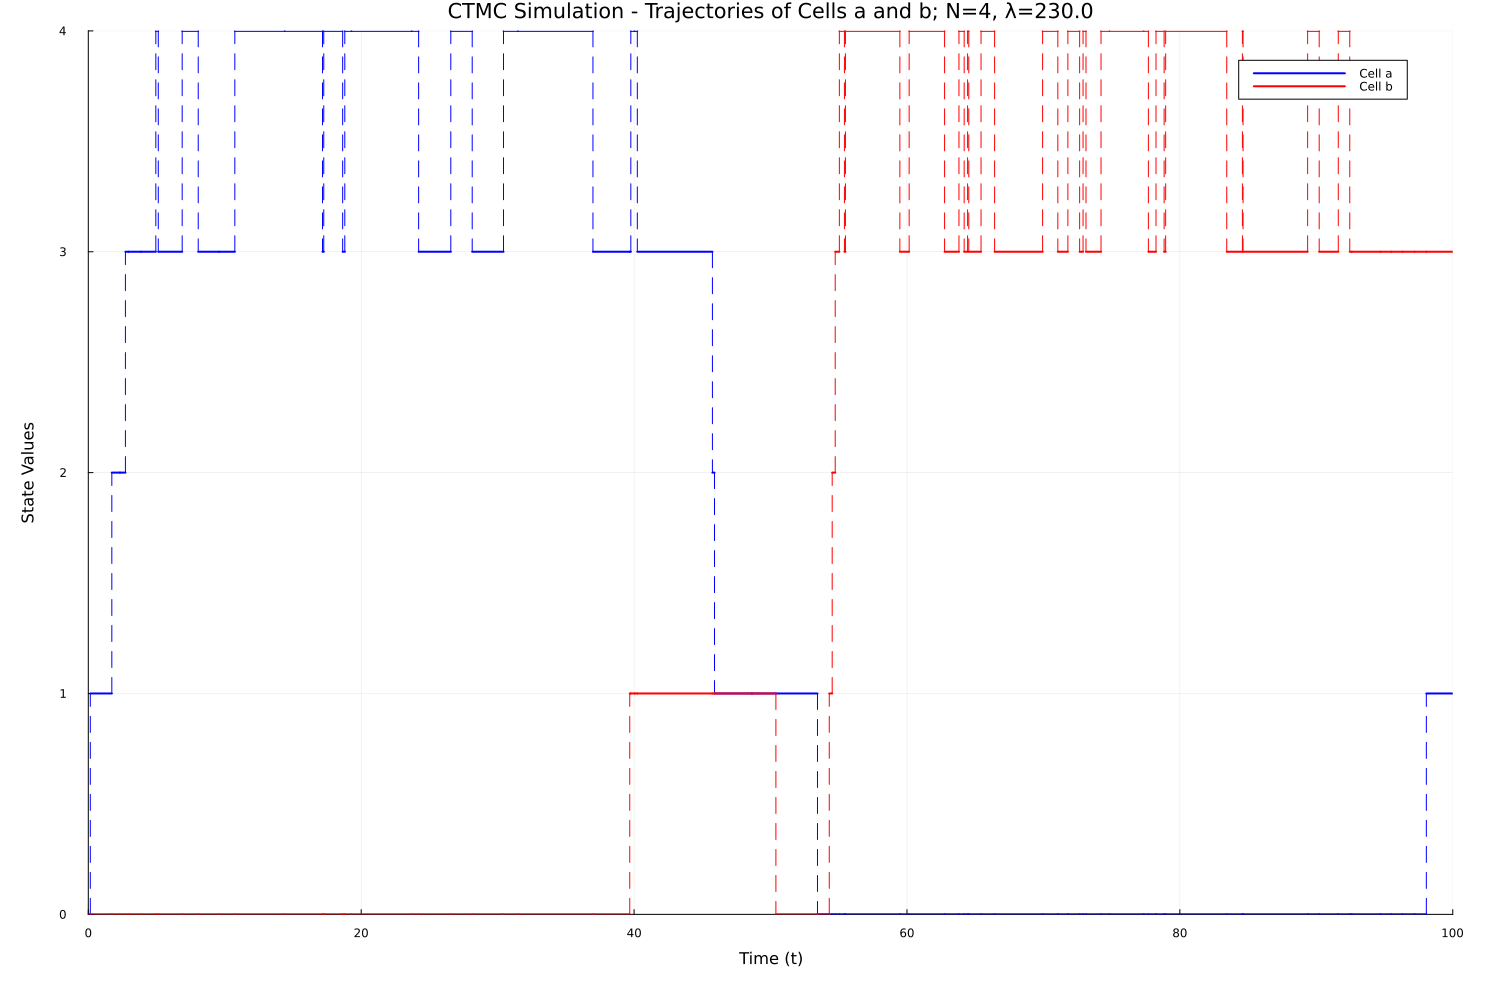 CTMC Simulation - Trajectories of Cells a and b; N=4, λ=230.0
4
Cell a
Cell b
3
State Values
2
1
0
0 20 40 60 80 100
Time (t)